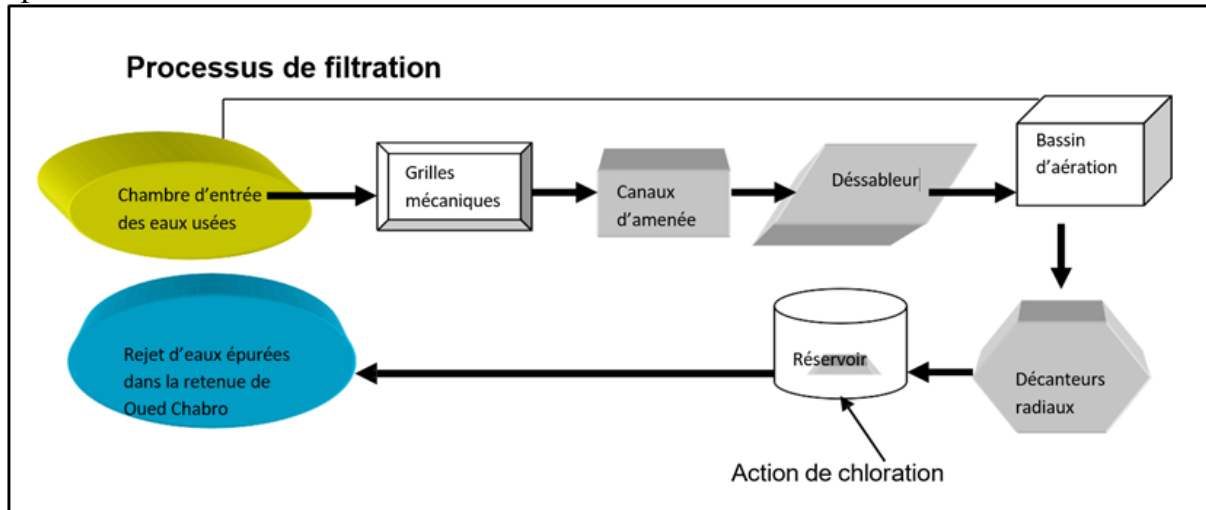 Processus de filtration
Chambre d'entrée
des eaux usées
Grilles
mécaniques
Canaux
d'amenée
Déssableur
Bassin
d'aération
Rejet d'eaux épurées
dans la retenue de
Oued Chabro
Réservoir
Décanteurs
radiaux
Action de chloration